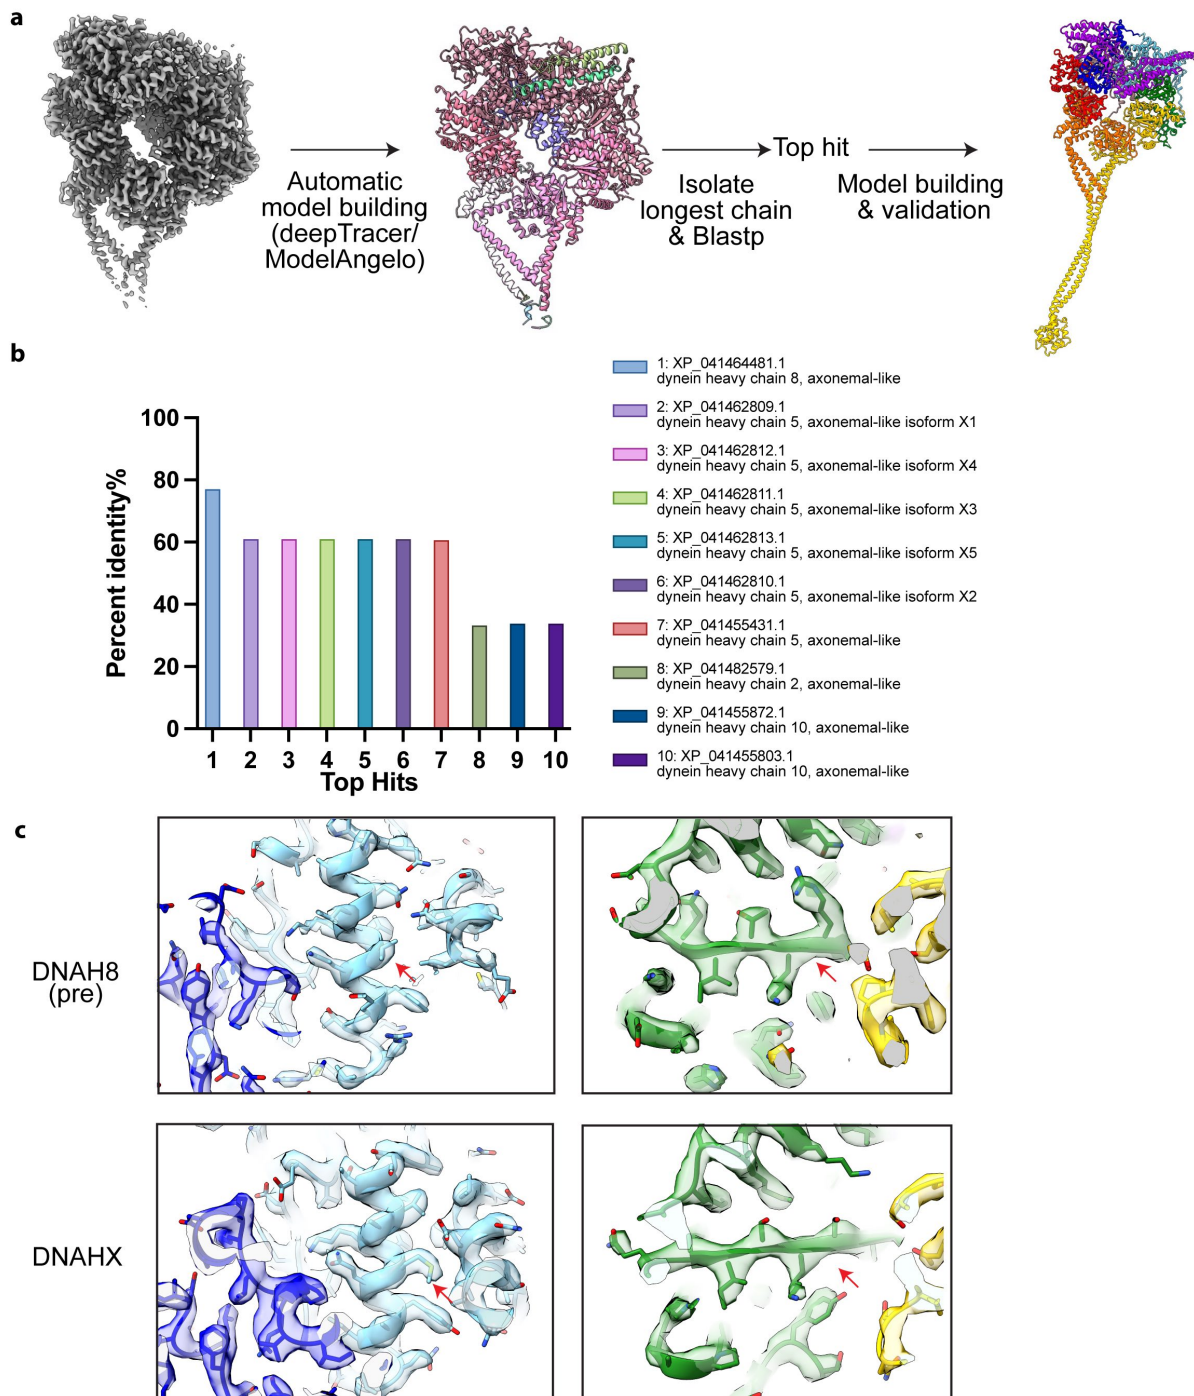 a
Automatic
model building
(deepTracer/
ModelAngelo)
Isolate
longest chain
& Blastp
Top hit
Model building
& validation
b
Percent identity%
100
80
60
40
20
0
1 2 3 4 5 6 7 8 9 10
Top Hits
1: XP_041464481.1
dynein heavy chain 8, axonemal-like
2: XP_041462809.1
dynein heavy chain 5, axonemal-like isoform X1
3: XP_041462812.1
dynein heavy chain 5, axonemal-like isoform X4
4: XP_041462811.1
dynein heavy chain 5, axonemal-like isoform X3
5: XP_041462813.1
dynein heavy chain 5, axonemal-like isoform X5
6: XP_041462810.1
dynein heavy chain 5, axonemal-like isoform X2
7: XP_041455431.1
dynein heavy chain 5, axonemal-like
8: XP_041482579.1
dynein heavy chain 2, axonemal-like
9: XP_041455872.1
dynein heavy chain 10, axonemal-like
10: XP_041455803.1
dynein heavy chain 10, axonemal-like
c
DNAH8
(pre)
DNAHX